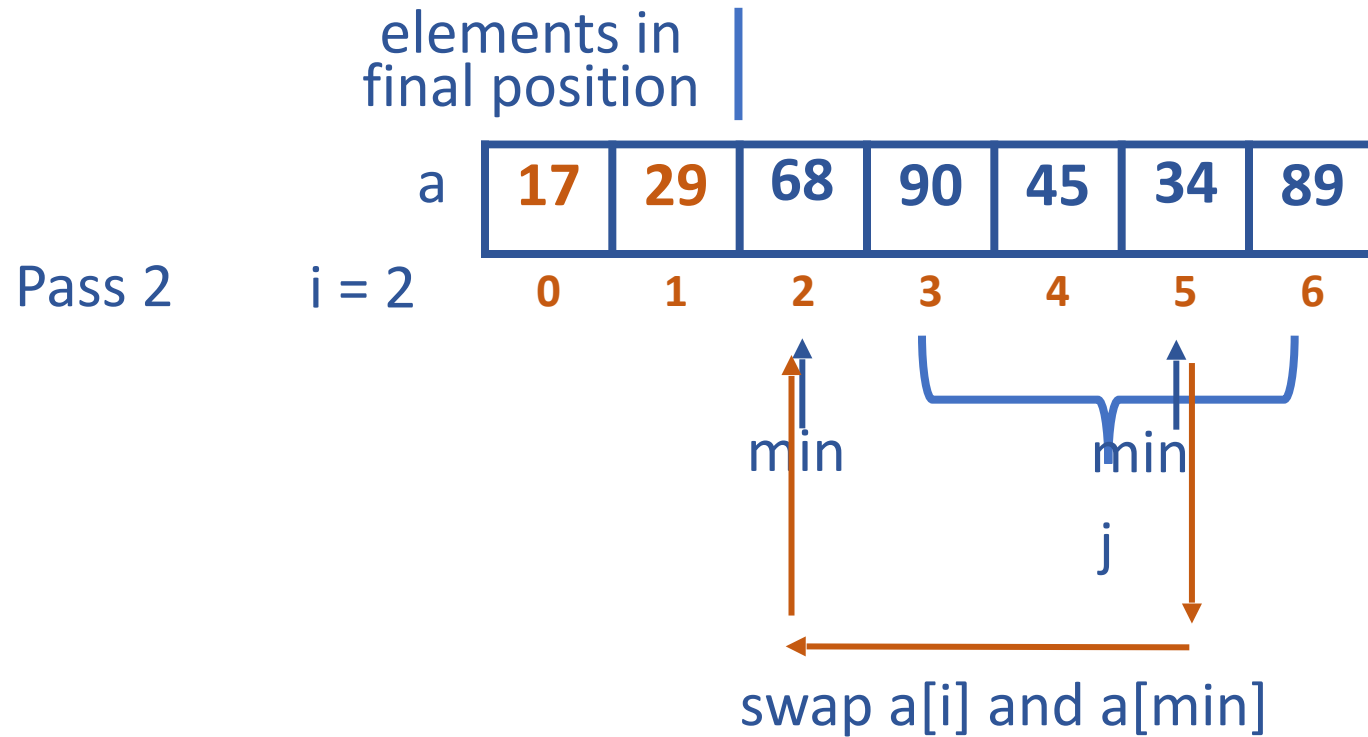 elements in
final position
a 17 29 68 90 45 34 89
Pass 2 i = 2 0 1 2 3 4 5 6
min min
j
swap a[i] and a[min]